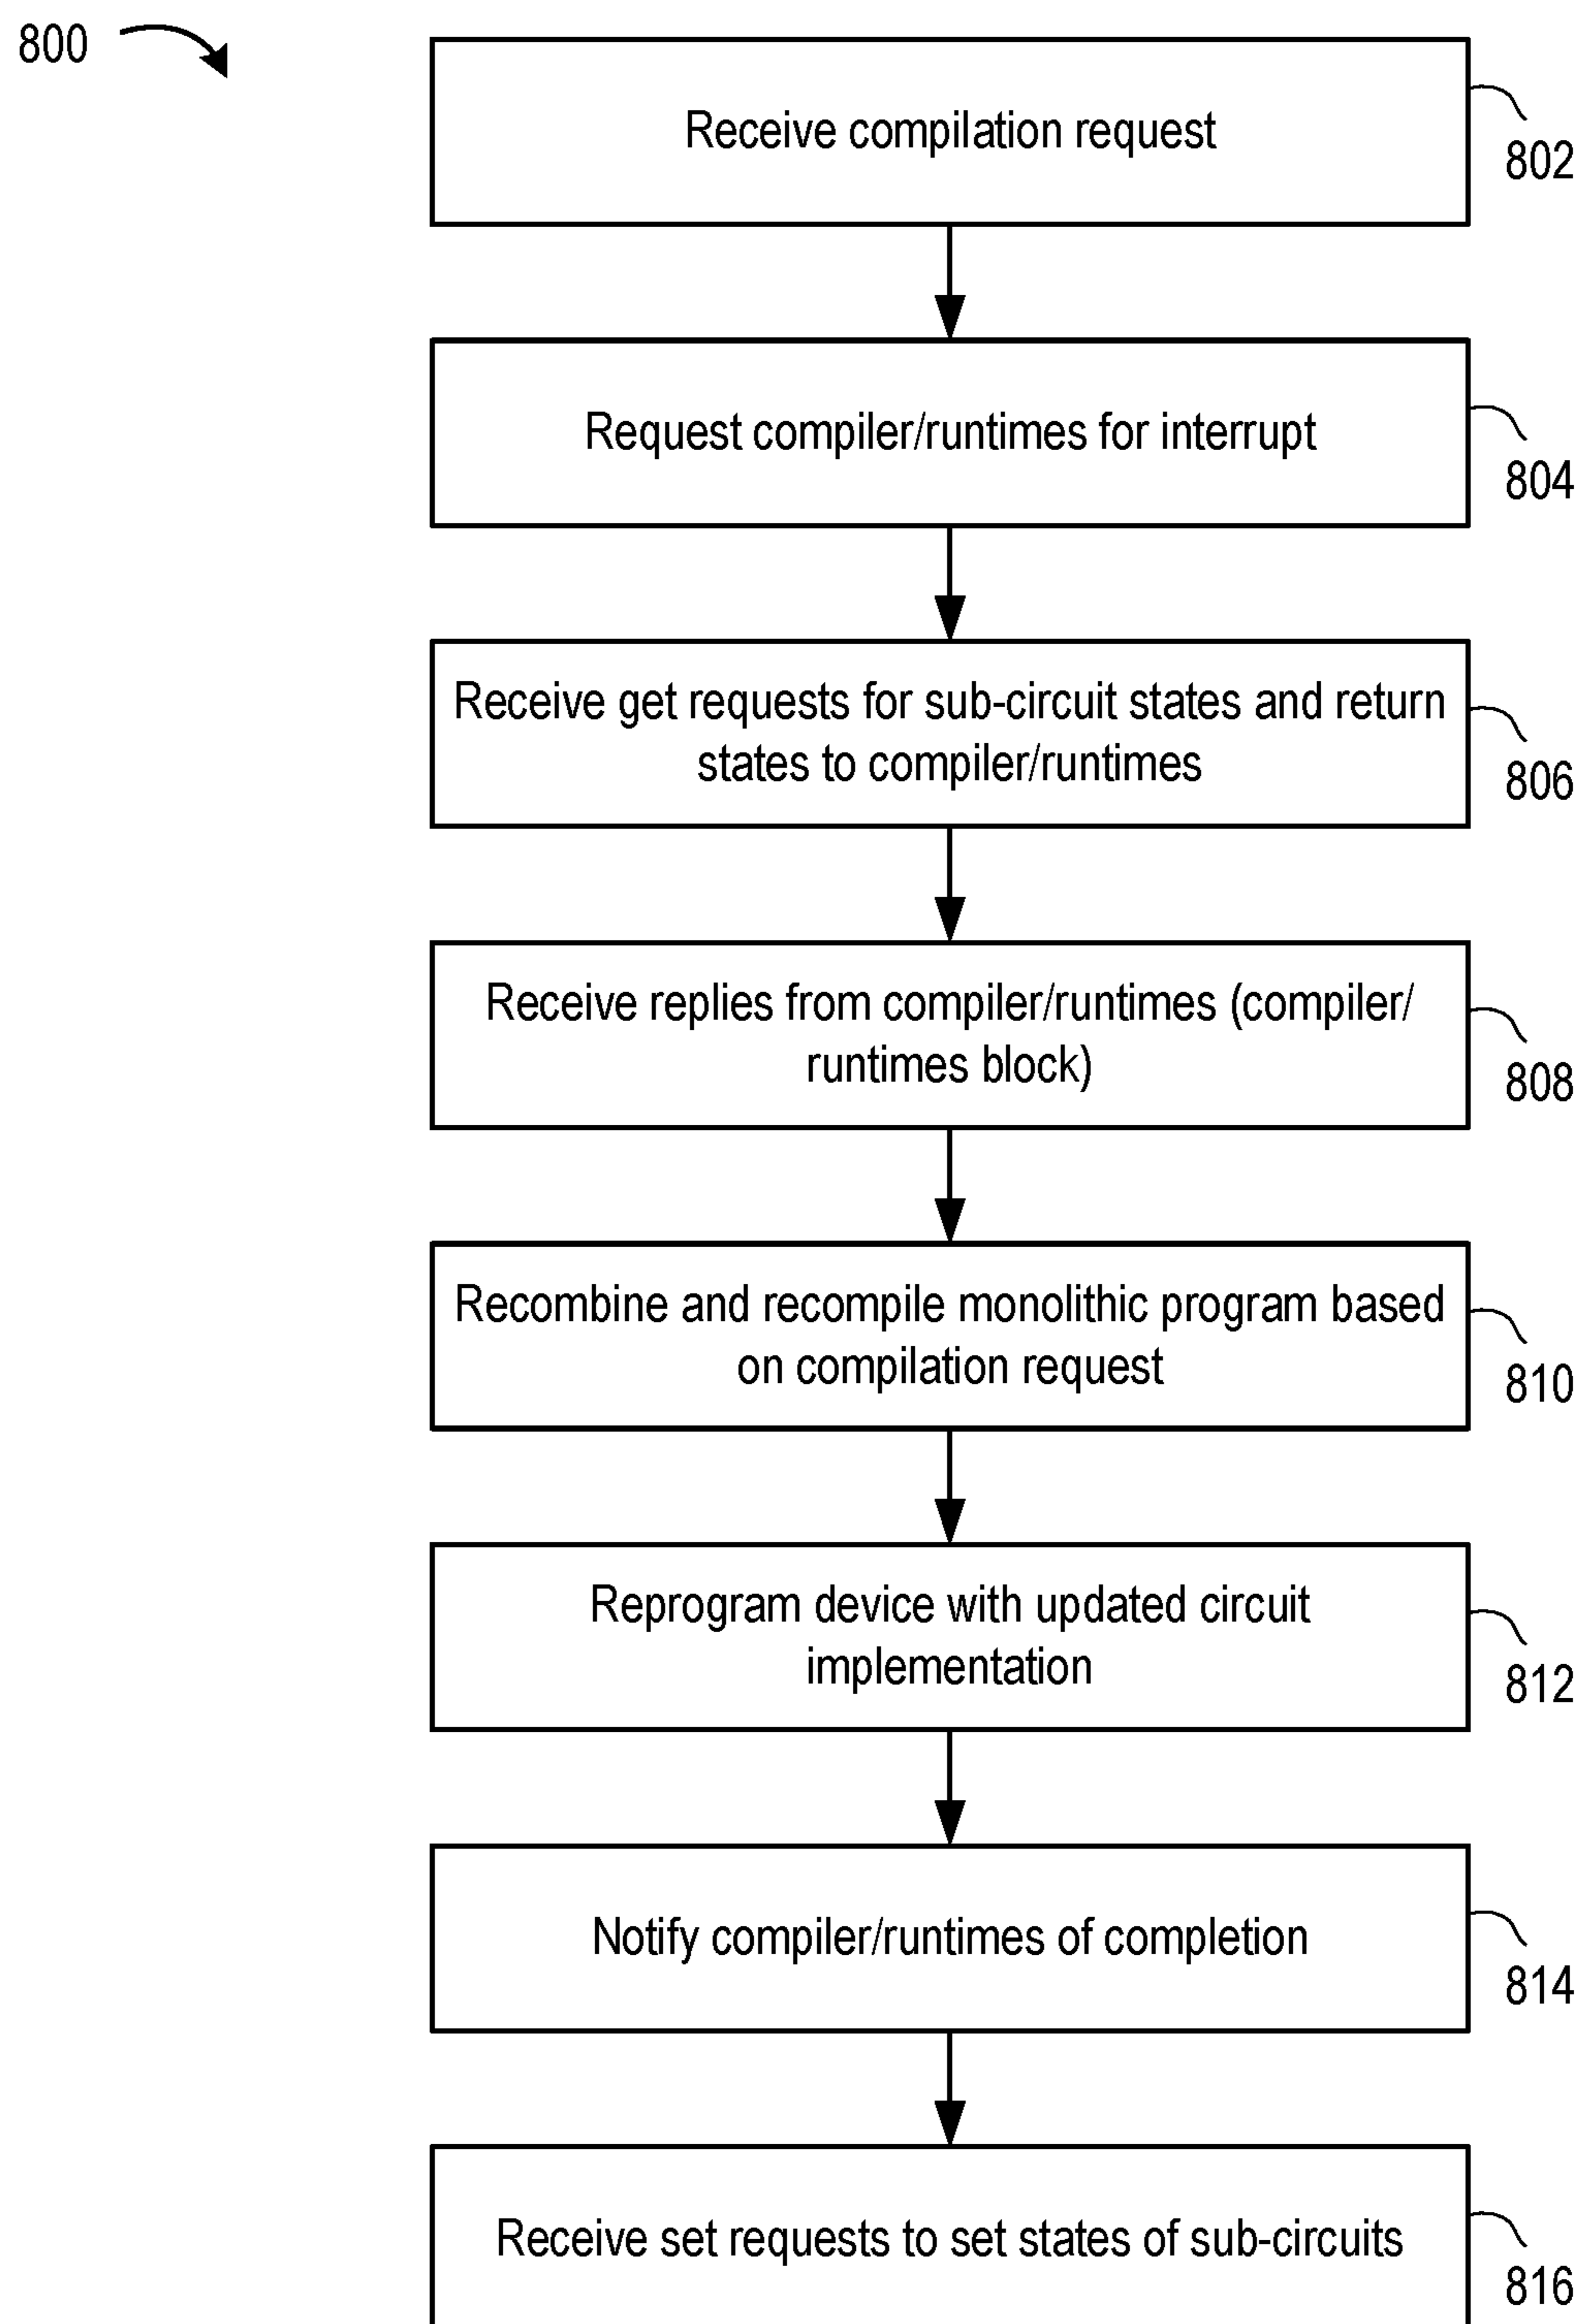 800
Receive compilation request
802
Request compiler/runtimes for interrupt
804
Receive get requests for sub-circuit states and return
states to compiler/runtimes
806
Receive replies from compiler/runtimes (compiler/
runtimes block)
808
Recombine and recompile monolithic program based
on compilation request
810
Reprogram device with updated circuit
implementation
812
Notify compiler/runtimes of completion
814
Receive set requests to set states of sub-circuits
816